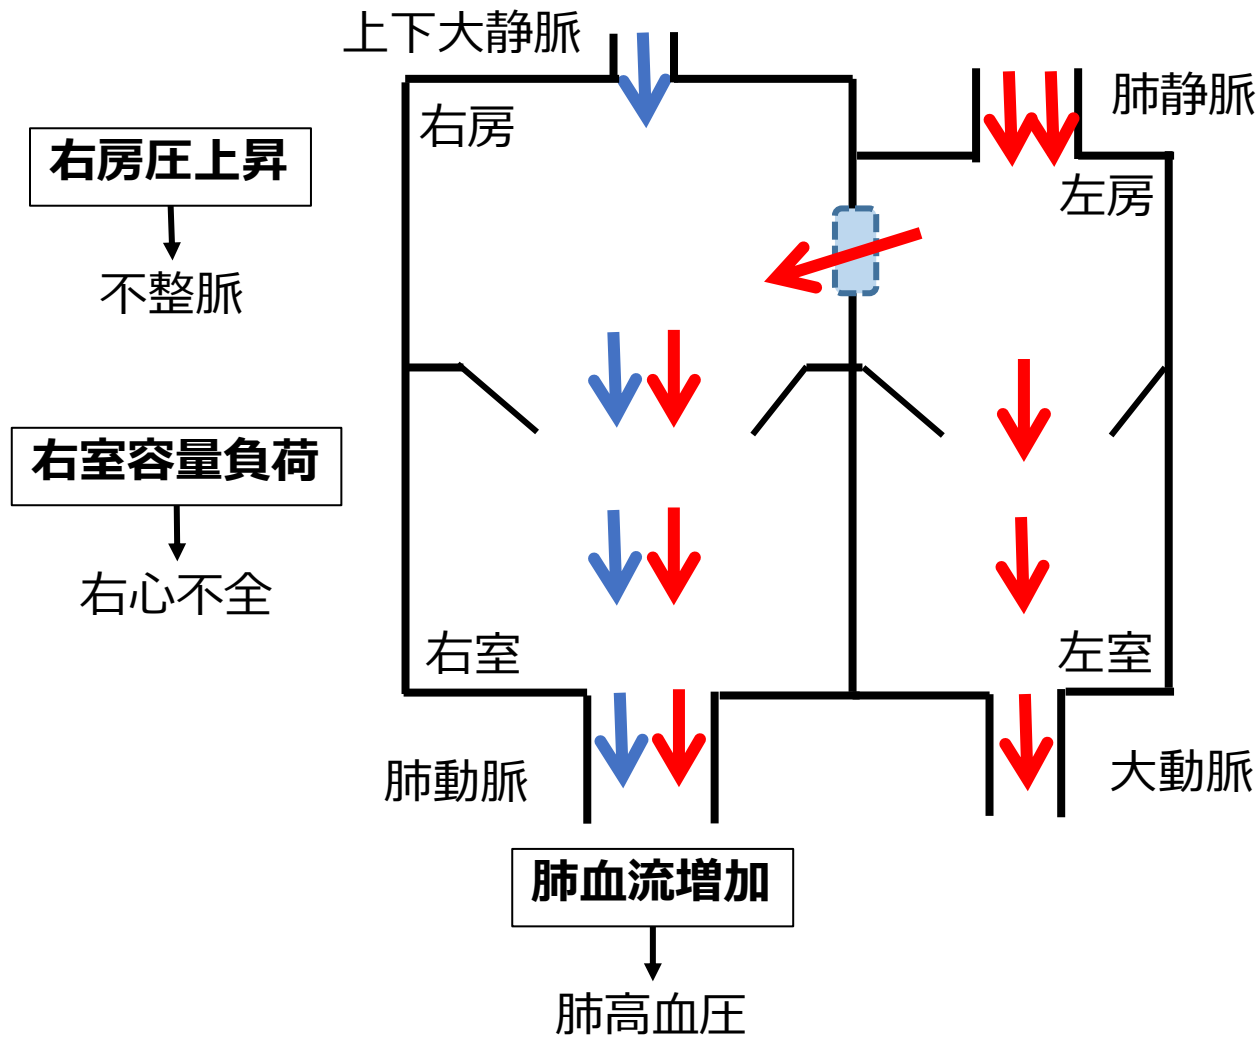 上下大静脈
肺静脈
右房
右房圧上昇
左房
不整脈
右室容量負荷
右心不全
右室
左室
肺動脈
大動脈
肺血流増加
肺高血圧